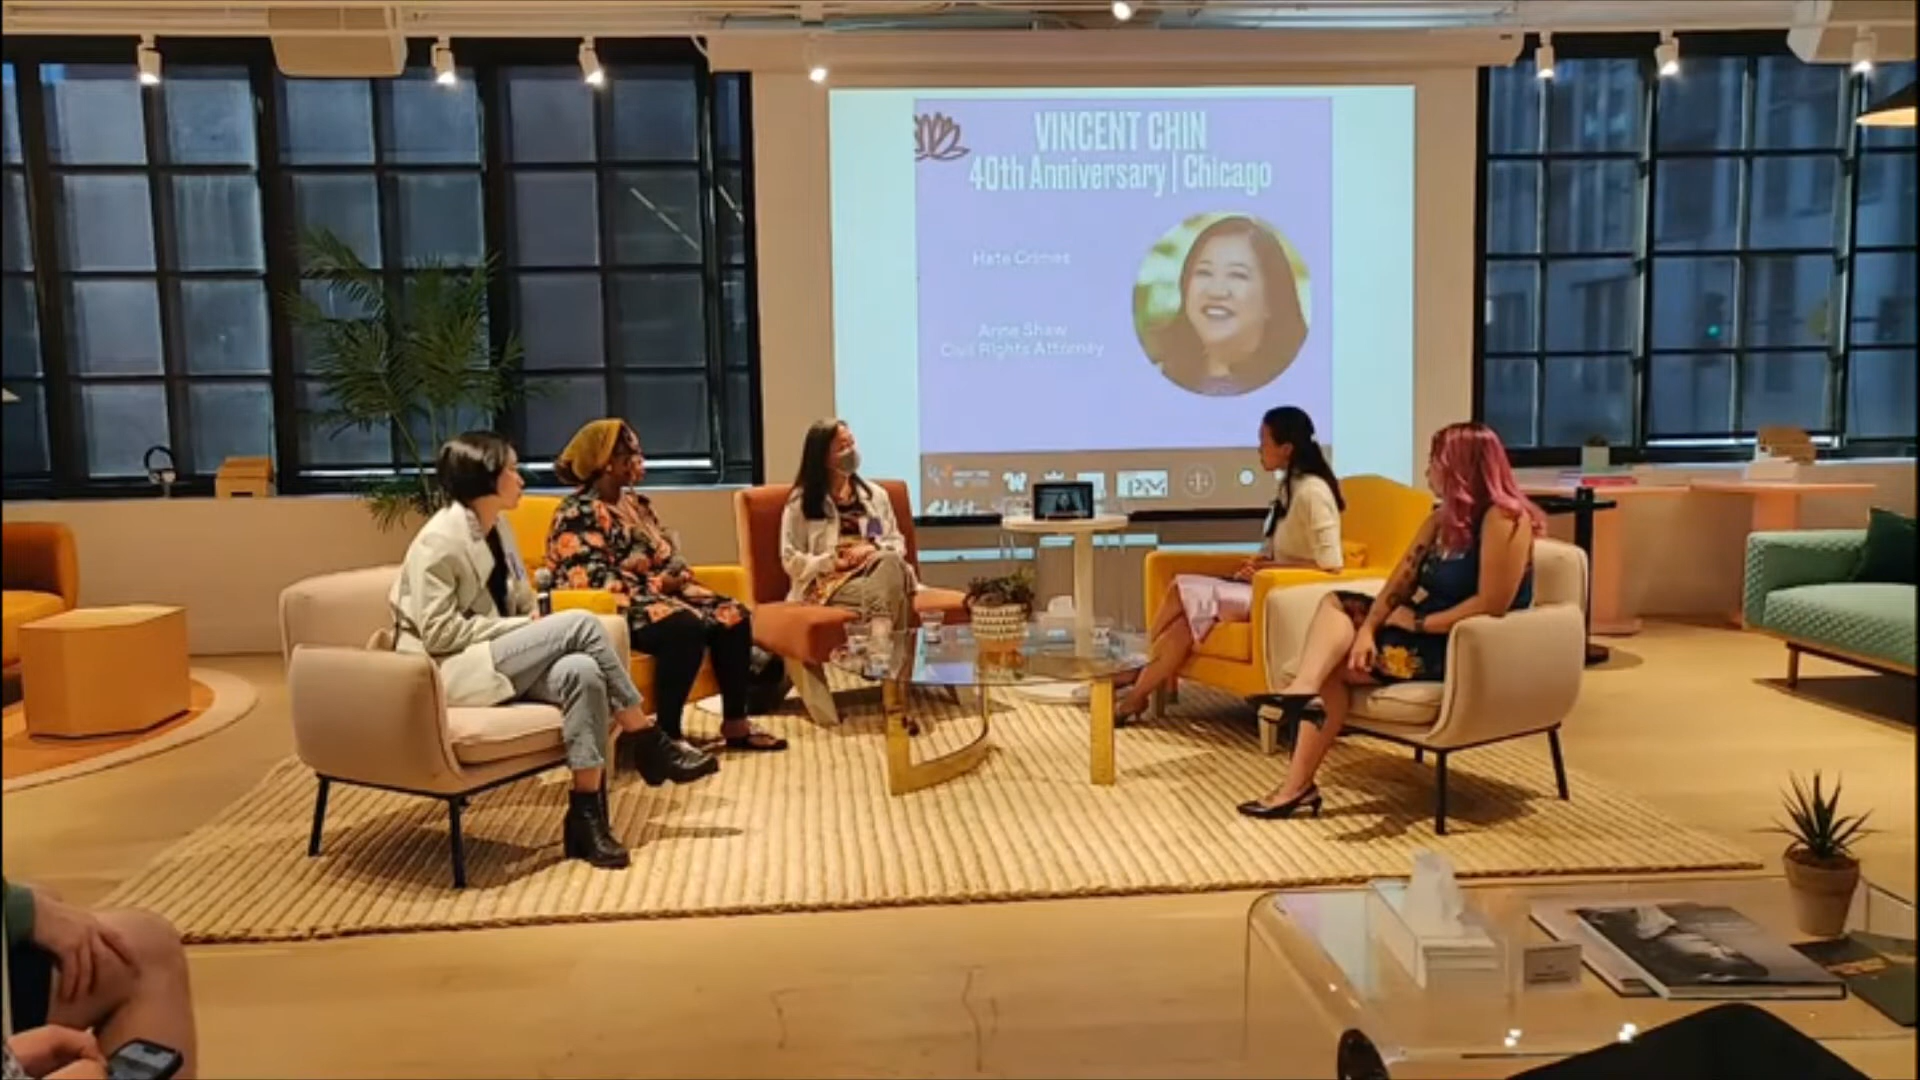 VINCENT CHIN
40th Anniversary | Chicago
Hate Crimes
Anne Shaw
Civil Rights Attorney